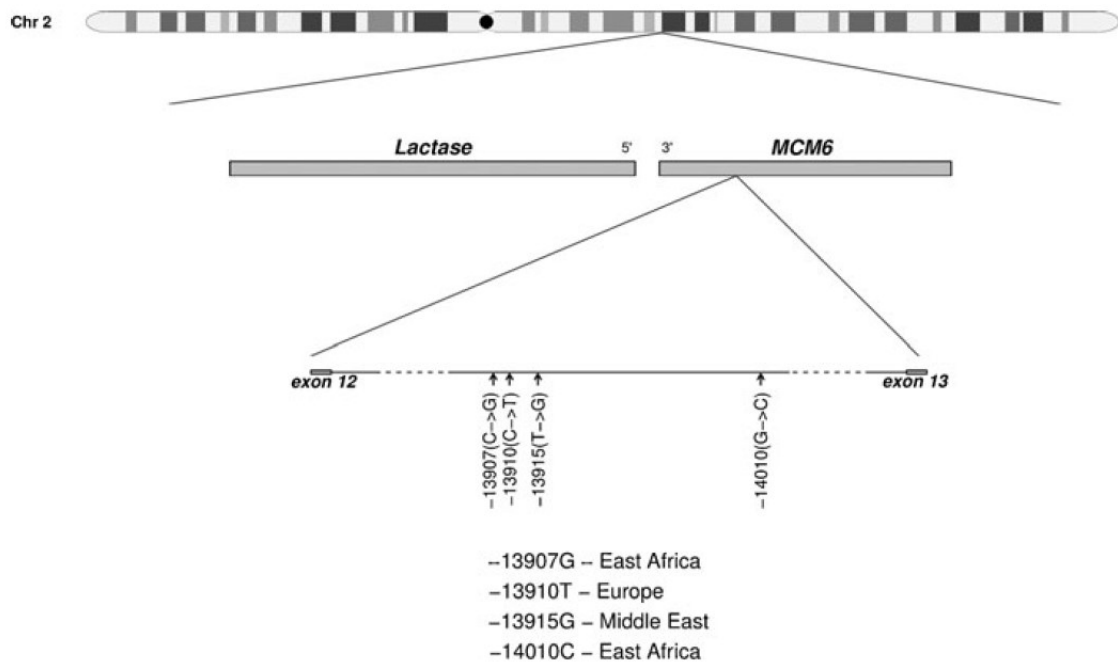 Chr 2
Lactase 5' 3' MCM6
exon 12 exon 13
-13907(C->G)
-13910(C->T)
-13915(T->G)
-14010(G->C)
--13907G – East Africa
-13910T – Europe
-13915G – Middle East
-14010C – East Africa